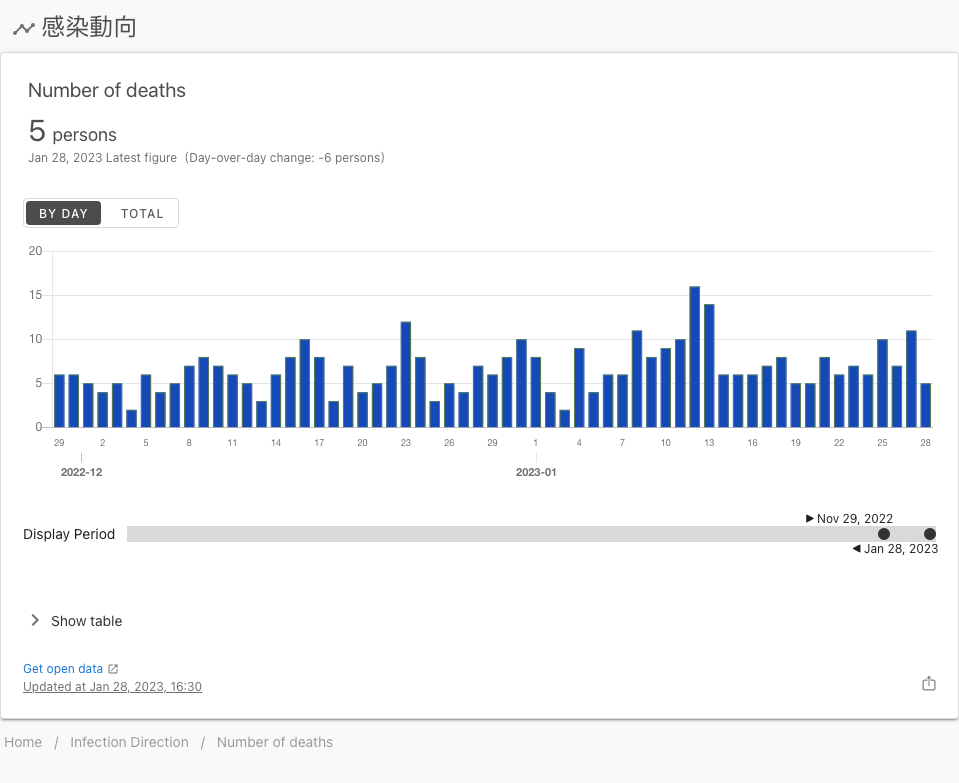 感染動向
Number of deaths
5 persons
Jan 28, 2023 Latest figure (Day-over-day change: -6 persons)
BY DAY TOTAL
20
15
10
5
0
29 2 5 8 11 14 17 20 23 26 29 1 4 7 10 13 16 19 22 25 28
2022-12 2023-01
Nov 29, 2022
Display Period
Jan 28, 2023
Show table
Get open data
Updated at Jan 28, 2023, 16:30
Home / Infection Direction / Number of deaths